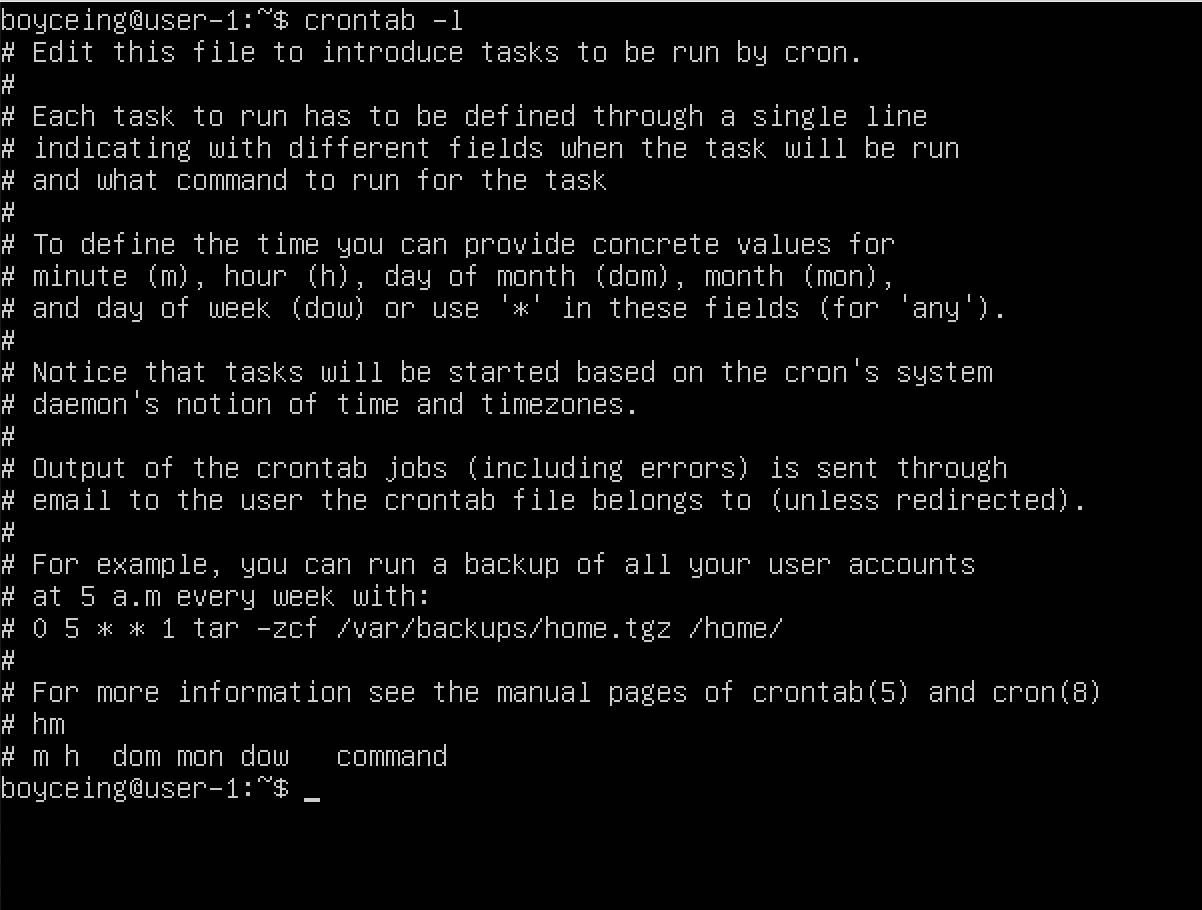 boyceing@user-1:~$ crontab -l
# Edit this file to introduce tasks to be run by cron.
#
# Each task to run has to be defined through a single line
# indicating with different fields when the task will be run
# and what command to run for the task
#
# To define the time you can provide concrete values for
# minute (m), hour (h), day of month (dom), month (mon),
# and day of week (dow) or use '*' in these fields (for 'any').
#
# Notice that tasks will be started based on the cron's system
# daemon's notion of time and timezones.
#
# Output of the crontab jobs (including errors) is sent through
# email to the user the crontab file belongs to (unless redirected).
#
# For example, you can run a backup of all your user accounts
# at 5 a.m every week with:
# 0 5 * * 1 tar -zcf /var/backups/home.tgz /home/
#
# For more information see the manual pages of crontab(5) and cron(8)
# hm
# m h  dom mon dow   command
boyceing@user-1:~$ _